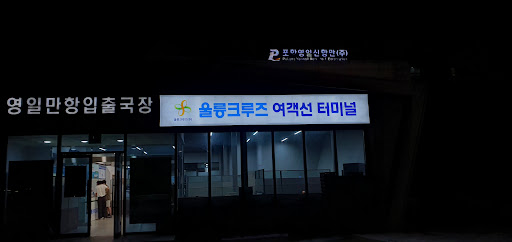 포항영일신항만(주)
영일만항입출국장
울릉크루즈 여객선 터미널